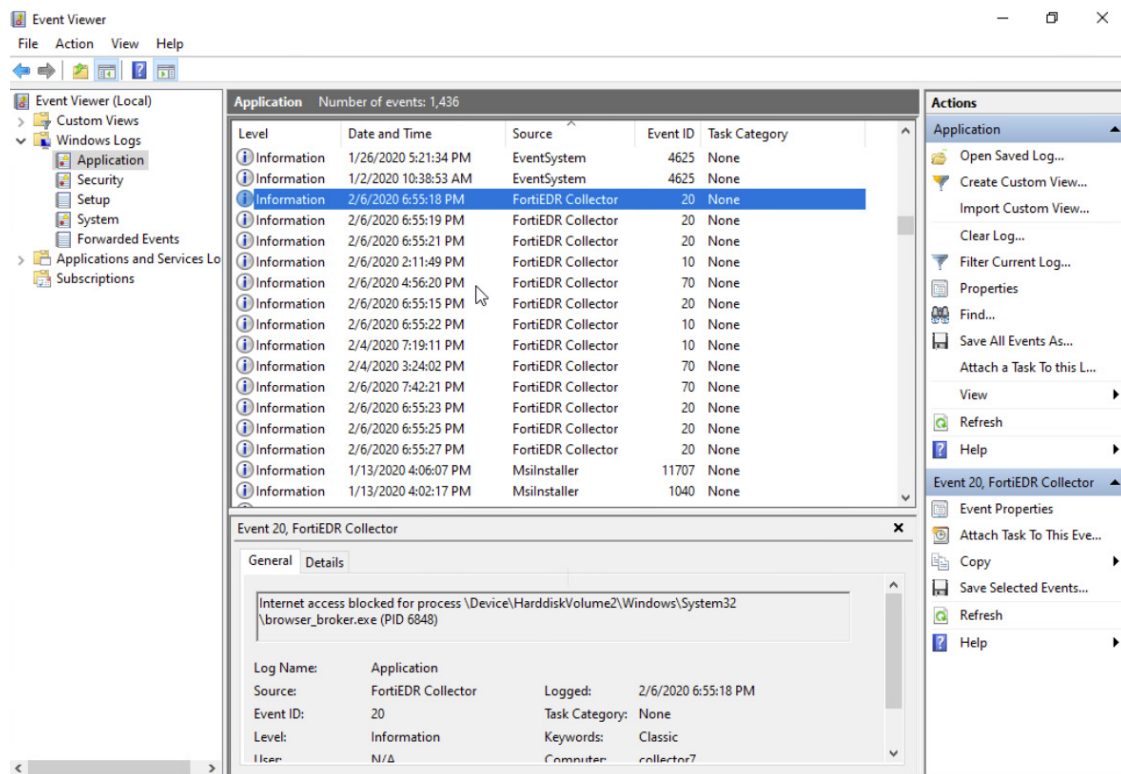 Event Viewer
File Action View Help
Event Viewer (Local)
Custom Views
Windows Logs
Application
Security
Setup
System
Forwarded Events
Applications and Services Lo
Subscriptions
Application Number of events: 1,436
Level Date and Time Source Event ID Task Category
Information 1/26/2020 5:21:34 PM EventSystem 4625 None
Information 1/2/2020 10:38:53 AM EventSystem 4625 None
Information 2/6/2020 6:55:18 PM FortiEDR Collector 20 None
Information 2/6/2020 6:55:19 PM FortiEDR Collector 20 None
Information 2/6/2020 6:55:21 PM FortiEDR Collector 20 None
Information 2/6/2020 2:11:49 PM FortiEDR Collector 10 None
Information 2/6/2020 4:56:20 PM FortiEDR Collector 70 None
Information 2/6/2020 6:55:15 PM FortiEDR Collector 20 None
Information 2/6/2020 6:55:22 PM FortiEDR Collector 10 None
Information 2/4/2020 7:19:11 PM FortiEDR Collector 10 None
Information 2/4/2020 3:24:02 PM FortiEDR Collector 70 None
Information 2/6/2020 7:42:21 PM FortiEDR Collector 70 None
Information 2/6/2020 6:55:23 PM FortiEDR Collector 20 None
Information 2/6/2020 6:55:25 PM FortiEDR Collector 20 None
Information 2/6/2020 6:55:27 PM FortiEDR Collector 20 None
Information 1/13/2020 4:06:07 PM MsiInstaller 11707 None
Information 1/13/2020 4:02:17 PM MsiInstaller 1040 None
Event 20, FortiEDR Collector
General Details
Internet access blocked for process \Device\HarddiskVolume2\Windows\System32
\browser_broker.exe (PID 6848)
Log Name: Application
Source: FortiEDR Collector Logged: 2/6/2020 6:55:18 PM
Event ID: 20 Task Category: None
Level: Information Keywords: Classic
User: N/A Computer: collector7
Actions
Application
Open Saved Log...
Create Custom View...
Import Custom View...
Clear Log...
Filter Current Log...
Properties
Find...
Save All Events As...
Attach a Task To this L...
View
Refresh
Help
Event 20, FortiEDR Collector
Event Properties
Attach Task To This Eve...
Copy
Save Selected Events...
Refresh
Help